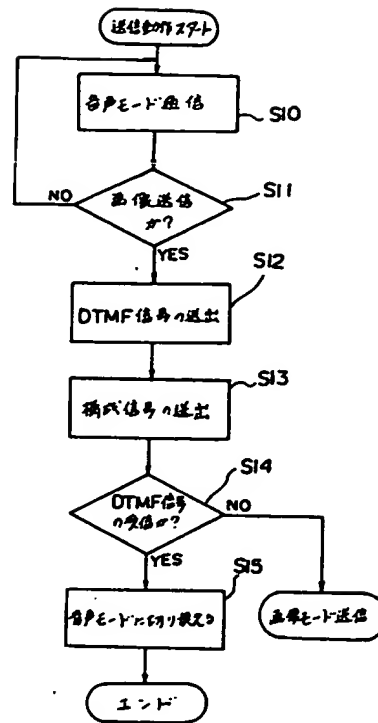 送信動作スタート
音声モード通信
S10
画像送信
か?
S11
NO
YES
S12
DTMF信号の送出
S13
構成信号の送出
S14
DTMF信号
の受信か?
NO
YES
S15
音声モードに切り換える
画像モード送信
エンド